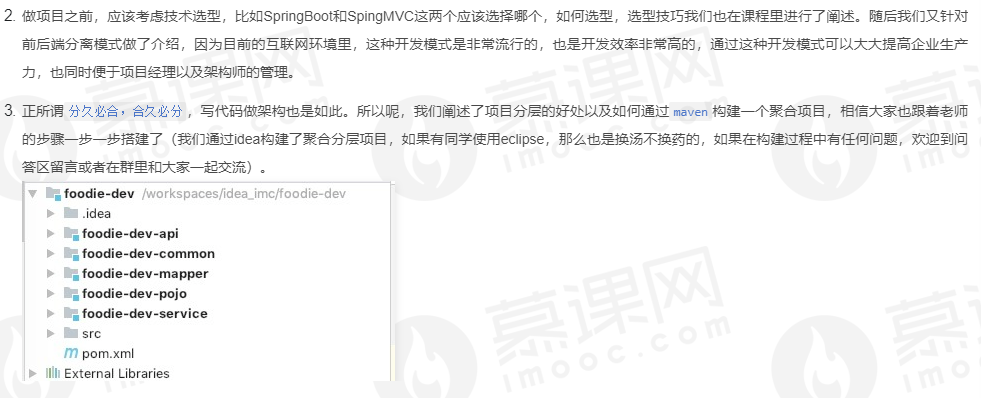 2. 做项目之前，应该考虑技术选型，比如SpringBoot和SpingMVC这两个应该选择哪个，如何选型，选型技巧我们也在课程里进行了阐述。随后我们又针对
前后端分离模式做了介绍，因为目前的互联网环境里，这种开发模式是非常流行的，也是开发效率非常高的，通过这种开发模式可以大大提高企业生产
力，也同时便于项目经理以及架构师的管理。
3. 正所谓 分久必合，合久必分 ，写代码做架构也是如此。所以呢，我们阐述了项目分层的好处以及如何通过 maven 构建一个聚合项目，相信大家也跟着老师
的步骤一步一步搭建了（我们通过idea构建了聚合分层项目，如果有同学使用eclipse，那么也是换汤不换药的，如果在构建过程中有任何问题，欢迎到问
答区留言或者在群里和大家一起交流）。
foodie-dev /workspaces/idea_imc/foodie-dev
.idea
foodie-dev-api
foodie-dev-common
foodie-dev-mapper
foodie-dev-pojo
foodie-dev-service
src
m pom.xml
External Libraries
慕课网
imooc.com
慕课网
imooc.com